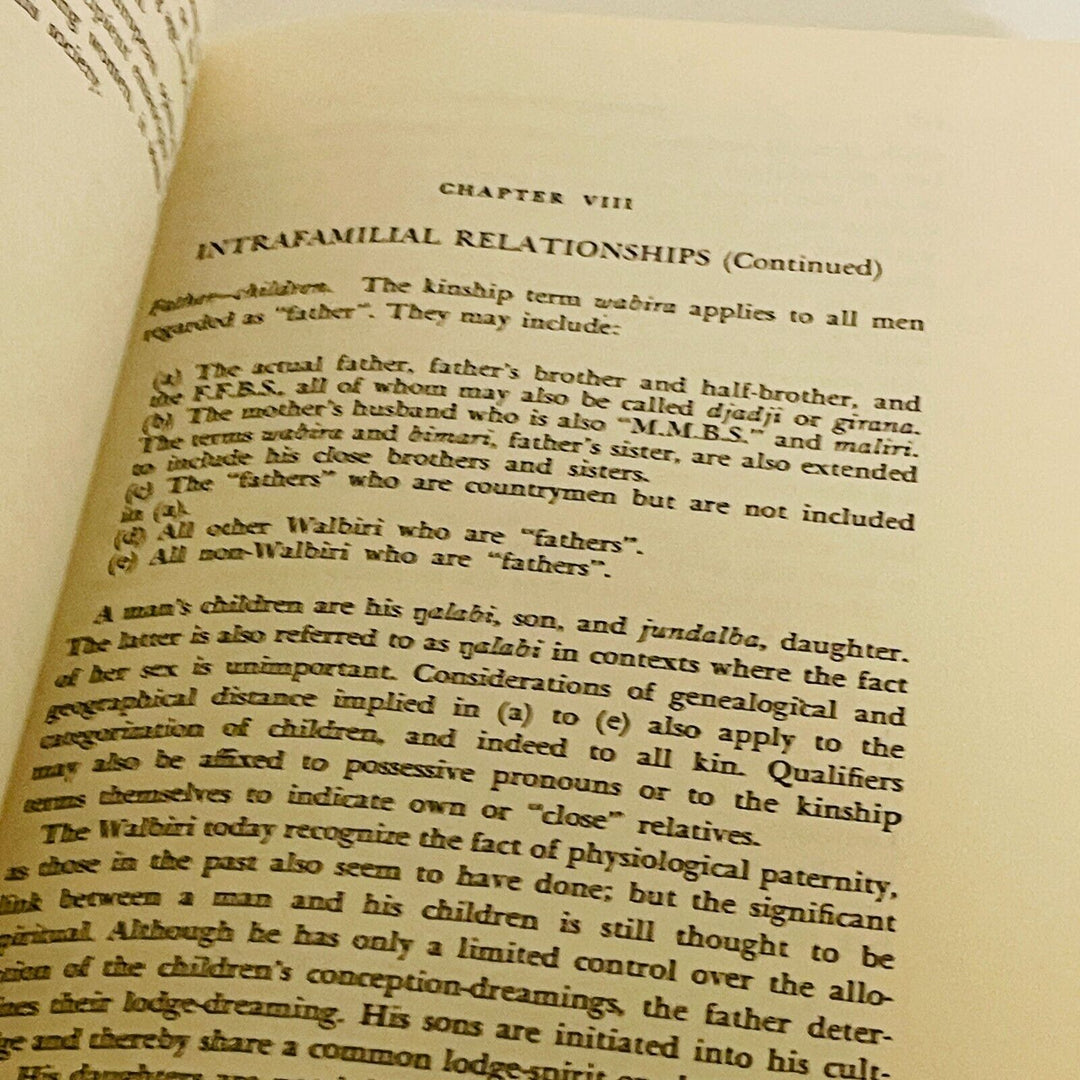 society.
CHAPTER VIII
INTRAFAMILIAL RELATIONSHIPS (Continued)
Father–children. The kinship term wabira applies to all men
regarded as "father". They may include:
(a) The actual father, father's brother and half-brother, and
the F.F.B.S., all of whom may also be called djadji or girana.
(b) The mother's husband who is also "M.M.B.S." and maliri.
The terms wabira and bimari, father's sister, are also extended
to include his close brothers and sisters.
(c) The "fathers" who are countrymen but are not included
in (a).
(d) All other Walbiri who are "fathers".
(e) All non-Walbiri who are "fathers".
A man's children are his ŋalabi, son, and jundalba, daughter.
The latter is also referred to as ŋalabi in contexts where the fact
of her sex is unimportant. Considerations of genealogical and
geographical distance implied in (a) to (e) also apply to the
categorization of children, and indeed to all kin. Qualifiers
may also be affixed to possessive pronouns or to the kinship
terms themselves to indicate own or "close" relatives.
The Walbiri today recognize the fact of physiological paternity,
as those in the past also seem to have done; but the significant
link between a man and his children is still thought to be
spiritual. Although he has only a limited control over the allo-
of the children's conception-dreamings, the father deter-
their lodge-dreaming. His sons are initiated into his cult-
and thereby share a common lodge-spirit
His daughters are